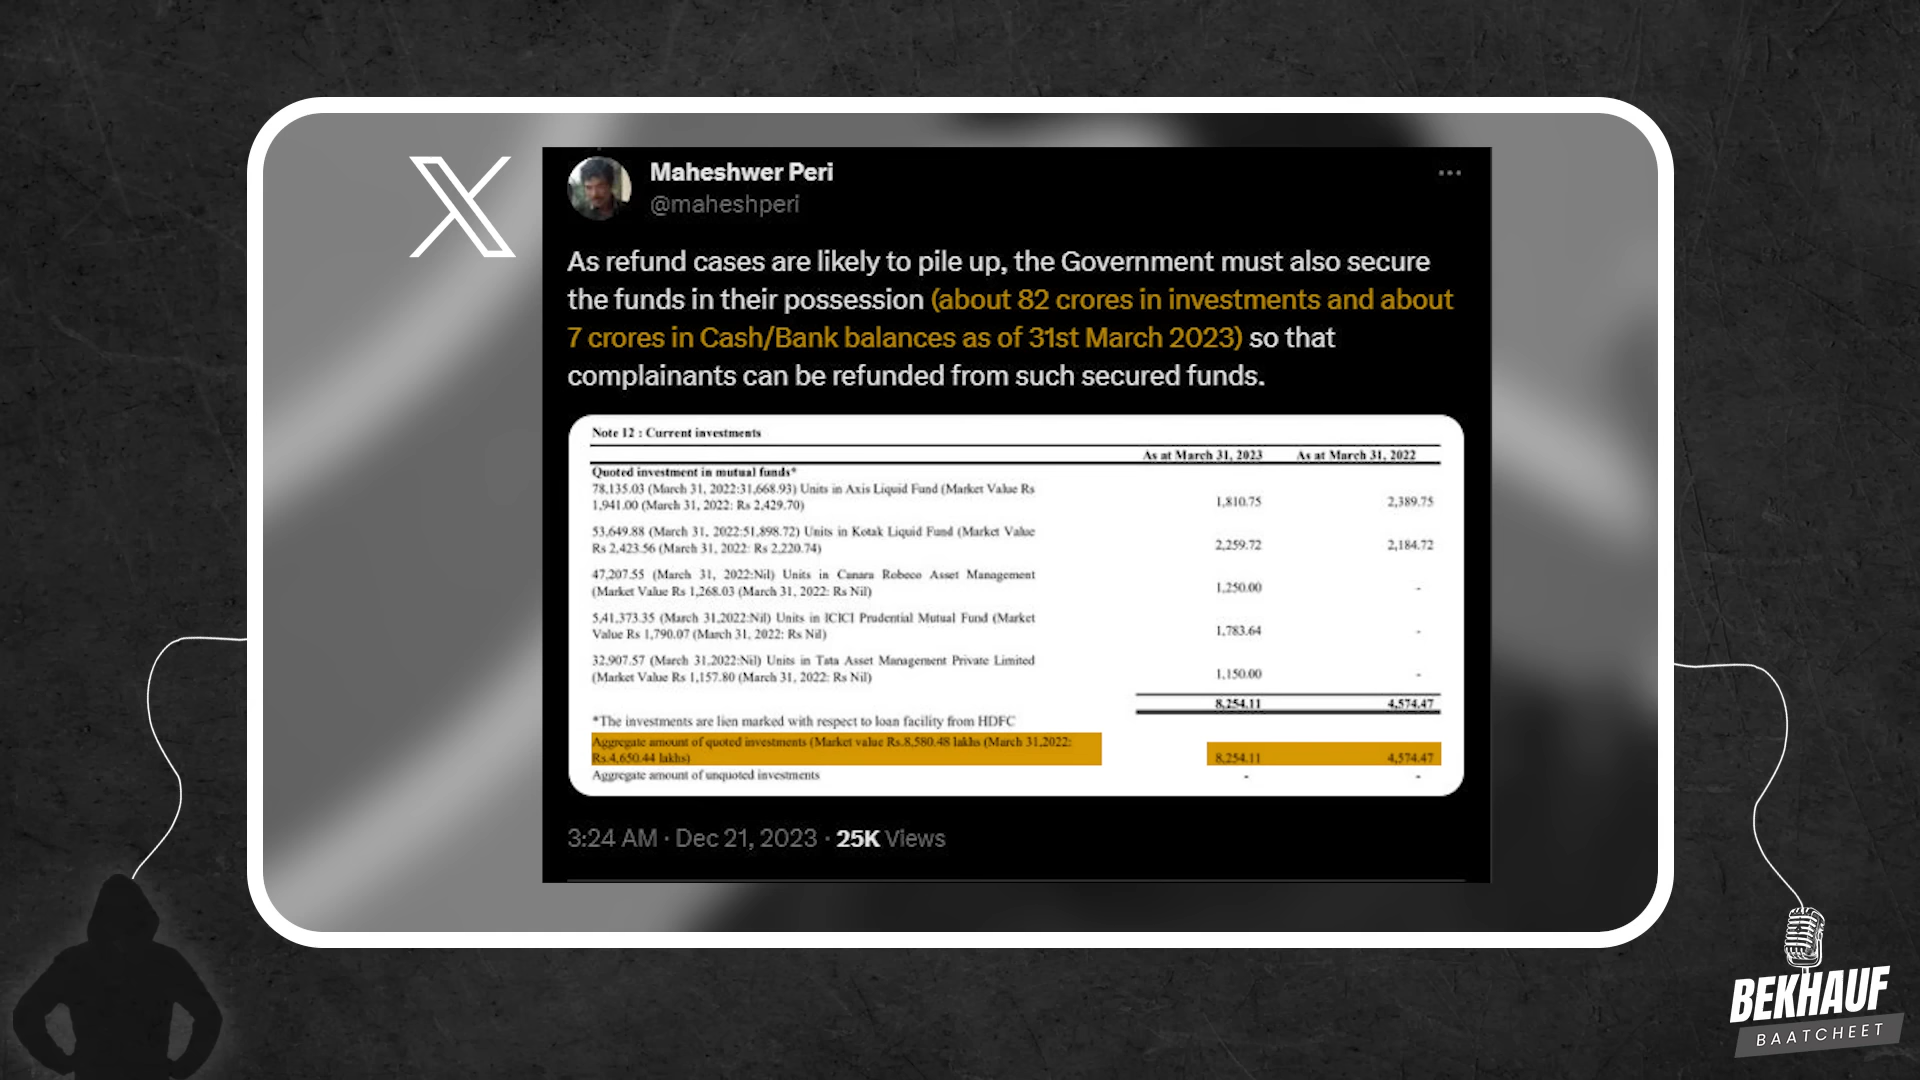 Maheshwer Peri
@maheshperi
As refund cases are likely to pile up, the Government must also secure
the funds in their possession (about 82 crores in investments and about
7 crores in Cash/Bank balances as of 31st March 2023) so that
complainants can be refunded from such secured funds.
Note 12 : Current investments
As at March 31, 2023 As at March 31, 2022
Quoted investment in mutual funds*
78,135.03 (March 31, 2022:31,668.93) Units in Axis Liquid Fund (Market Value Rs
1,941.00 (March 31, 2022: Rs 2,429.70) 1,810.75 2,389.75
53,649.88 (March 31, 2022:51,898.72) Units in Kotak Liquid Fund (Market Value
Rs 2,423.56 (March 31, 2022: Rs 2,220.74) 2,259.72 2,184.72
47,207.55 (March 31, 2022:Nil) Units in Canara Robeco Asset Management
(Market Value Rs 1,268.03 (March 31, 2022: Rs Nil) 1,250.00 -
5,41,373.35 (March 31,2022:Nil) Units in ICICI Prudential Mutual Fund (Market
Value Rs 1,790.07 (March 31, 2022: Rs Nil) 1,783.64 -
32,907.57 (March 31,2022:Nil) Units in Tata Asset Management Private Limited
(Market Value Rs 1,157.80 (March 31, 2022: Rs Nil) 1,150.00 -
8,254.11 4,574.47
*The investments are lien marked with respect to loan facility from HDFC
Aggregate amount of quoted investments (Market value Rs.8,580.48 lakhs (March 31,2022:
Rs.4,650.44 lakhs) 8,254.11 4,574.47
Aggregate amount of unquoted investments - -
3:24 AM · Dec 21, 2023 · 25K Views
BEKHAUF
BAATCHEET